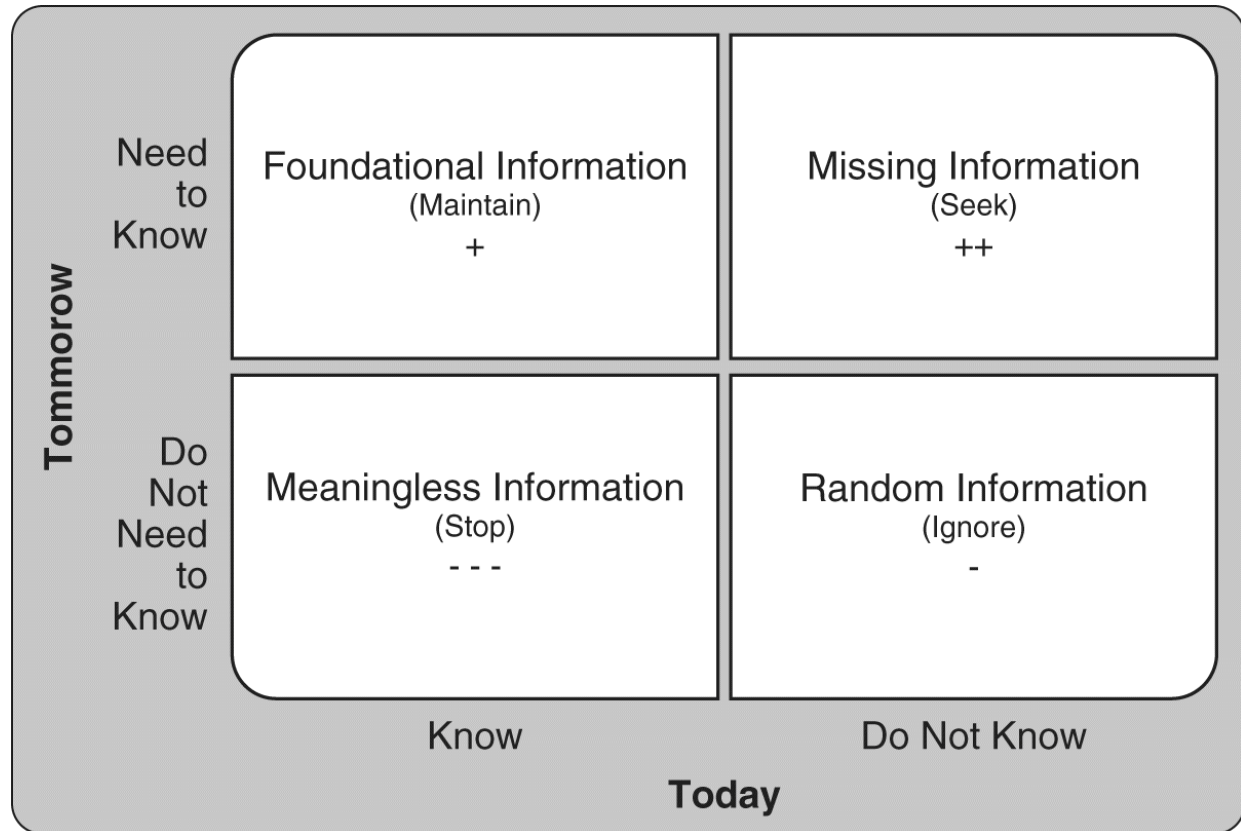 Tommorow
Need
to
Know
Foundational Information
(Maintain)
+
Missing Information
(Seek)
++
Do
Not
Need
to
Know
Meaningless Information
(Stop)
- - -
Random Information
(Ignore)
-
Know
Do Not Know
Today